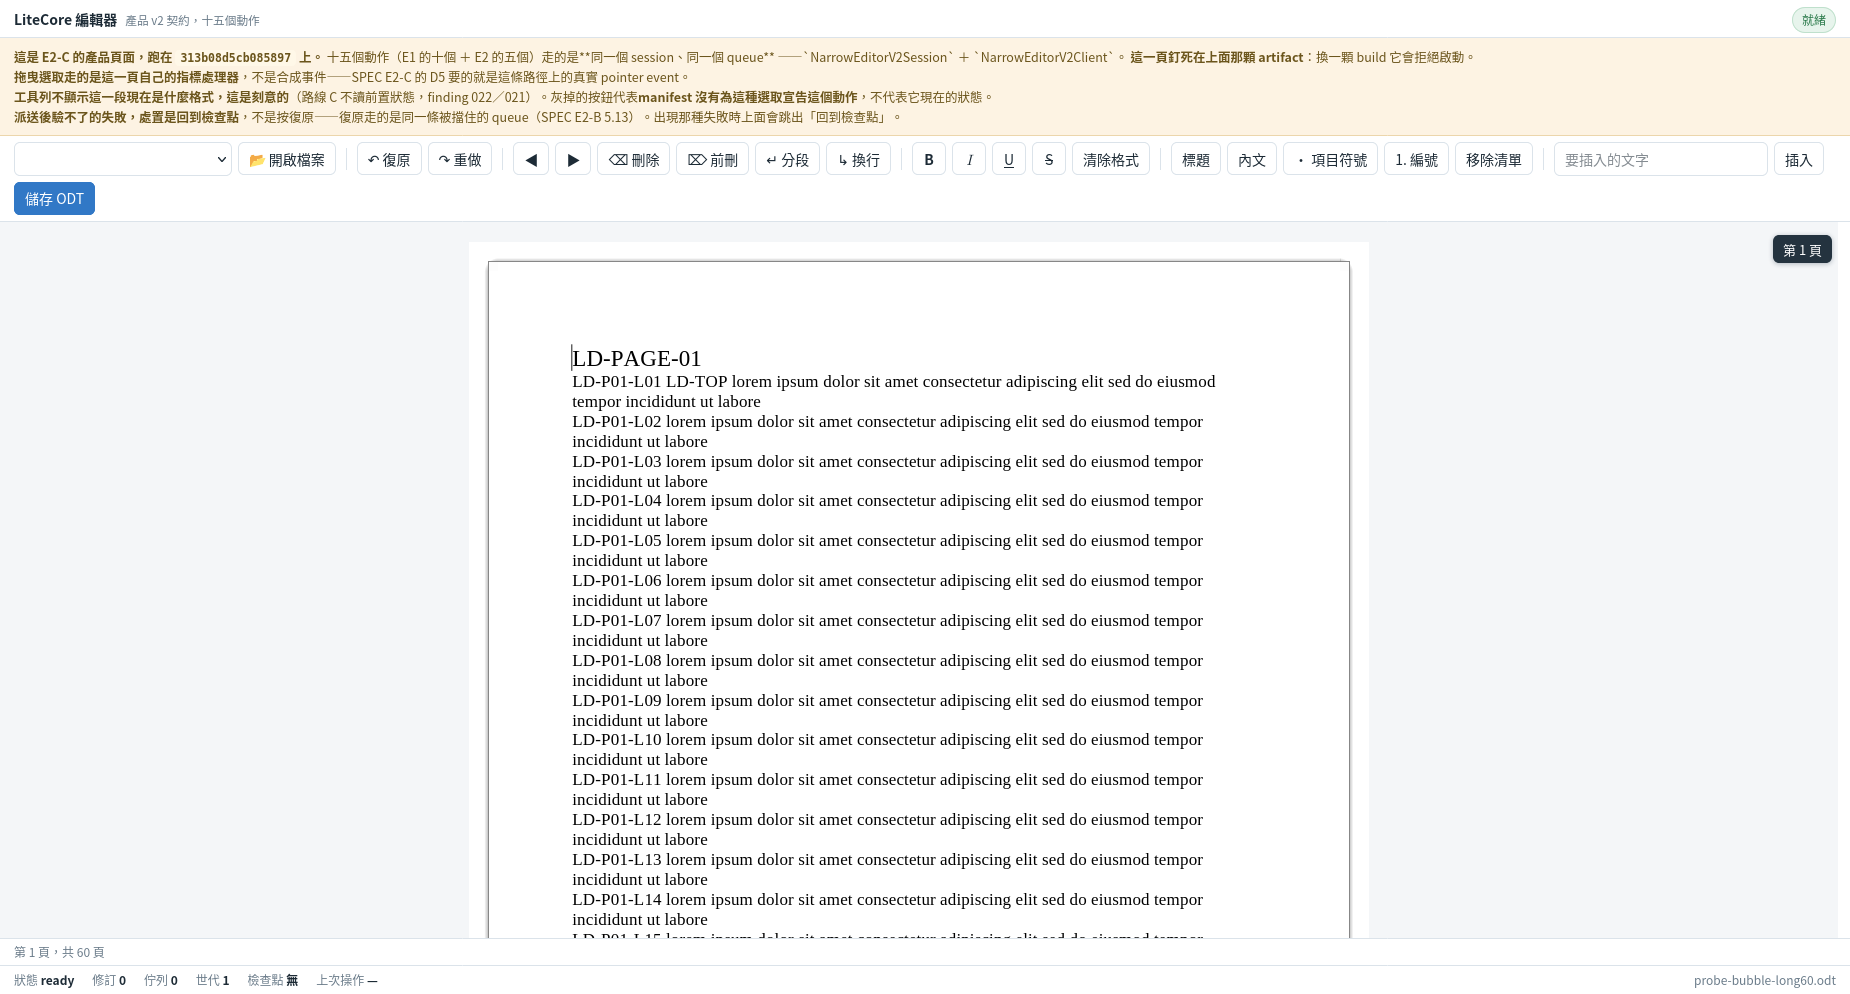 LiteCore 編輯器 產品 v2 契約，十五個動作
就緒
這是 E2-C 的產品頁面，跑在 313b08d5cb085897 上。 十五個動作（E1 的十個 ＋ E2 的五個）走的是**同一個 session、同一個 queue** ——`NarrowEditorV2Session` ＋ `NarrowEditorV2Client`。 這一頁釘死在上面那顆 artifact：換一顆 build 它會拒絕啟動。
拖曳選取走的是這一頁自己的指標處理器，不是合成事件——SPEC E2-C 的 D5 要的就是這條路徑上的真實 pointer event。
工具列不顯示這一段現在是什麼格式，這是刻意的（路線 C 不讀前置狀態，finding 022／021）。灰掉的按鈕代表manifest 沒有為這種選取宣告這個動作，不代表它現在的狀態。
派送後驗不了的失敗，處置是回到檢查點，不是按復原——復原走的是同一條被擋住的 queue（SPEC E2-B 5.13）。出現那種失敗時上面會跳出「回到檢查點」。
📂 開啟檔案 ↶ 復原 ↷ 重做 ◀ ▶ ⌫ 刪除 ⌦ 前刪 ↵ 分段 ↳ 換行 B I U S 清除格式 標題 內文 • 項目符號 1. 編號 移除清單 要插入的文字 插入
儲存 ODT
第 1 頁
LD-PAGE-01
LD-P01-L01 LD-TOP lorem ipsum dolor sit amet consectetur adipiscing elit sed do eiusmod
tempor incididunt ut labore
LD-P01-L02 lorem ipsum dolor sit amet consectetur adipiscing elit sed do eiusmod tempor
incididunt ut labore
LD-P01-L03 lorem ipsum dolor sit amet consectetur adipiscing elit sed do eiusmod tempor
incididunt ut labore
LD-P01-L04 lorem ipsum dolor sit amet consectetur adipiscing elit sed do eiusmod tempor
incididunt ut labore
LD-P01-L05 lorem ipsum dolor sit amet consectetur adipiscing elit sed do eiusmod tempor
incididunt ut labore
LD-P01-L06 lorem ipsum dolor sit amet consectetur adipiscing elit sed do eiusmod tempor
incididunt ut labore
LD-P01-L07 lorem ipsum dolor sit amet consectetur adipiscing elit sed do eiusmod tempor
incididunt ut labore
LD-P01-L08 lorem ipsum dolor sit amet consectetur adipiscing elit sed do eiusmod tempor
incididunt ut labore
LD-P01-L09 lorem ipsum dolor sit amet consectetur adipiscing elit sed do eiusmod tempor
incididunt ut labore
LD-P01-L10 lorem ipsum dolor sit amet consectetur adipiscing elit sed do eiusmod tempor
incididunt ut labore
LD-P01-L11 lorem ipsum dolor sit amet consectetur adipiscing elit sed do eiusmod tempor
incididunt ut labore
LD-P01-L12 lorem ipsum dolor sit amet consectetur adipiscing elit sed do eiusmod tempor
incididunt ut labore
LD-P01-L13 lorem ipsum dolor sit amet consectetur adipiscing elit sed do eiusmod tempor
incididunt ut labore
LD-P01-L14 lorem ipsum dolor sit amet consectetur adipiscing elit sed do eiusmod tempor
incididunt ut labore
LD-P01-L15 lorem ipsum dolor sit amet consectetur adipiscing elit sed do eiusmod tempor
第 1 頁，共 60 頁
狀態 ready 修訂 0 佇列 0 世代 1 檢查點 無 上次操作 — probe-bubble-long60.odt